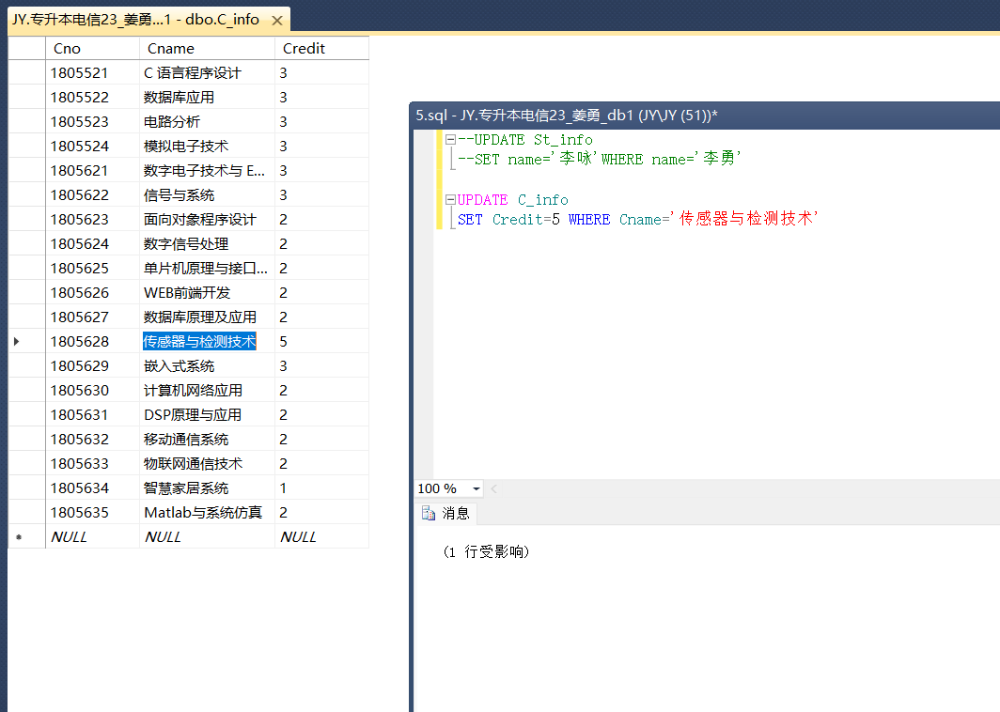 JY.专升本电信23_姜勇...1 - dbo.C_info
Cno Cname Credit
1805521 C 语言程序设计 3
1805522 数据库应用 3
1805523 电路分析 3
1805524 模拟电子技术 3
1805621 数字电子技术与 E... 3
1805622 信号与系统 3
1805623 面向对象程序设计 2
1805624 数字信号处理 2
1805625 单片机原理与接口... 2
1805626 WEB前端开发 2
1805627 数据库原理及应用 2
1805628 传感器与检测技术 5
1805629 嵌入式系统 3
1805630 计算机网络应用 2
1805631 DSP原理与应用 2
1805632 移动通信系统 2
1805633 物联网通信技术 2
1805634 智慧家居系统 1
1805635 Matlab与系统仿真 2
NULL NULL NULL
5.sql - JY.专升本电信23_姜勇_db1 (JY\JY (51))*
--UPDATE St_info
--SET name='李咏'WHERE name='李勇'
UPDATE C_info
SET Credit=5 WHERE Cname='传感器与检测技术'
100 %
消息
(1 行受影响)